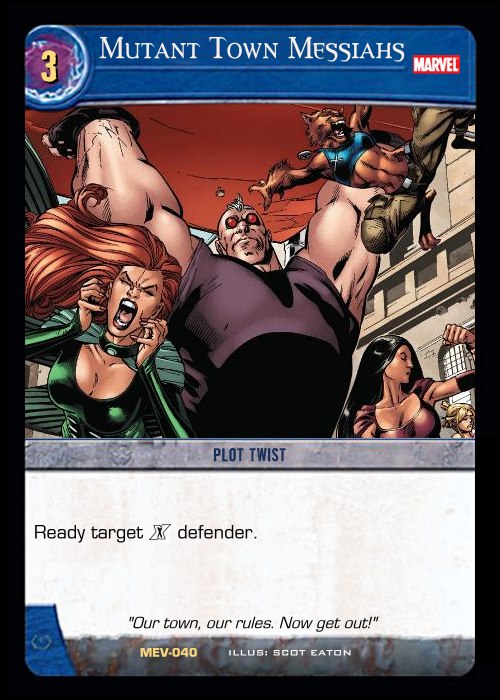 3
Mutant Town Messiahs
MARVEL
PLOT TWIST
Ready target X defender.
"Our town, our rules. Now get out!"
MEV-040 ILLUS: SCOT EATON